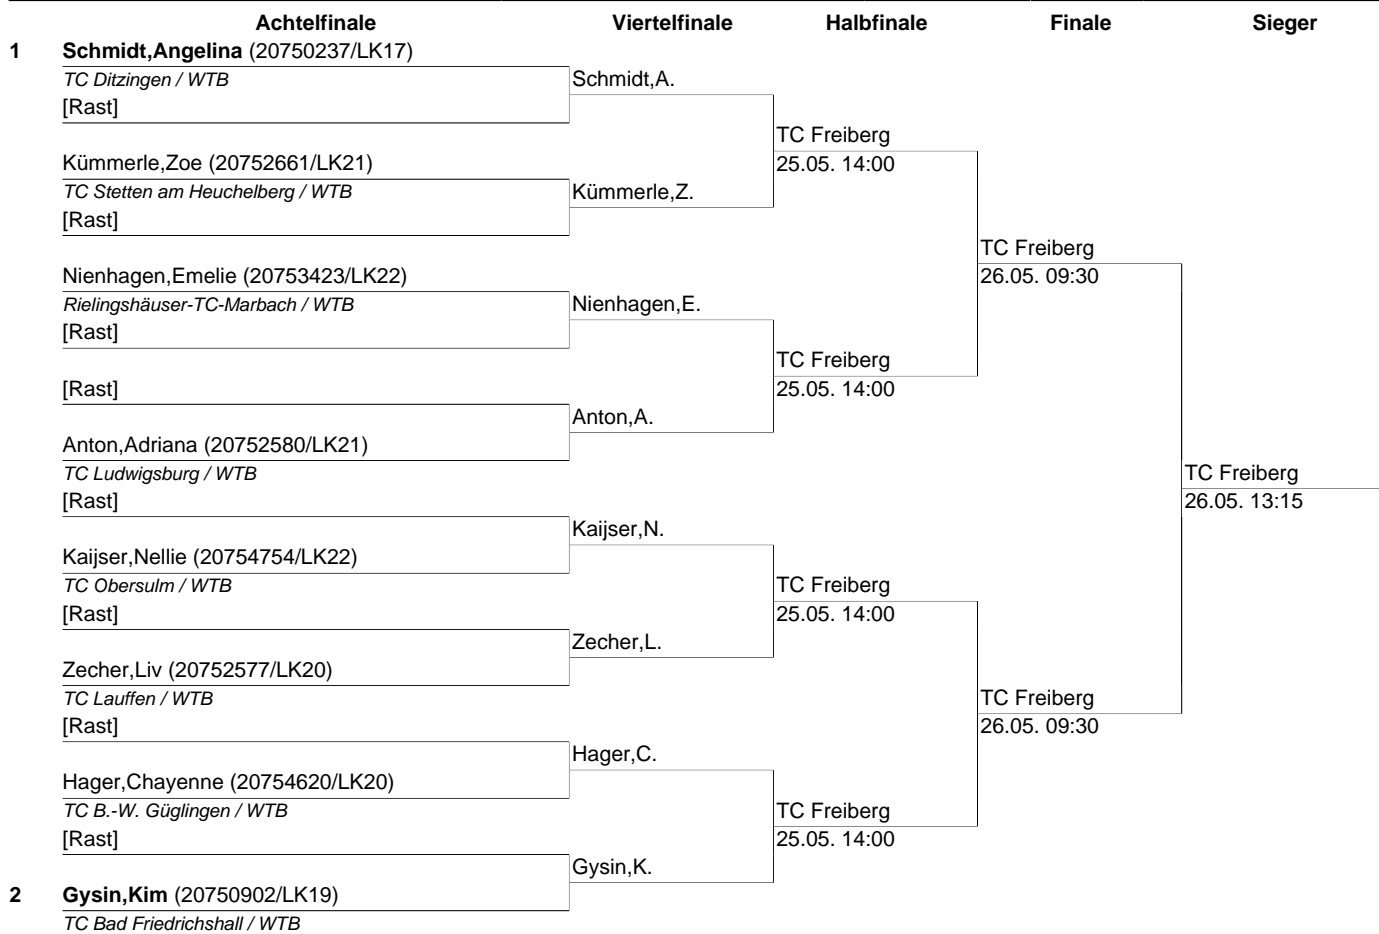 Achtelfinale Viertelfinale Halbfinale Finale Sieger
1 Schmidt,Angelina (20750237/LK17)
TC Ditzingen / WTB Schmidt,A.
[Rast]
TC Freiberg
Kümmerle,Zoe (20752661/LK21) 25.05. 14:00
TC Stetten am Heuchelberg / WTB Kümmerle,Z.
[Rast]
TC Freiberg
Nienhagen,Emelie (20753423/LK22) 26.05. 09:30
Rielingshäuser-TC-Marbach / WTB Nienhagen,E.
[Rast]
TC Freiberg
[Rast] 25.05. 14:00
Anton,A.
Anton,Adriana (20752580/LK21)
TC Ludwigsburg / WTB TC Freiberg
[Rast] 26.05. 13:15
Kaijser,N.
Kaijser,Nellie (20754754/LK22)
TC Obersulm / WTB TC Freiberg
[Rast] 25.05. 14:00
Zecher,L.
Zecher,Liv (20752577/LK20)
TC Lauffen / WTB TC Freiberg
[Rast] 26.05. 09:30
Hager,C.
Hager,Chayenne (20754620/LK20)
TC B.-W. Güglingen / WTB TC Freiberg
[Rast] 25.05. 14:00
Gysin,K.
2 Gysin,Kim (20750902/LK19)
TC Bad Friedrichshall / WTB